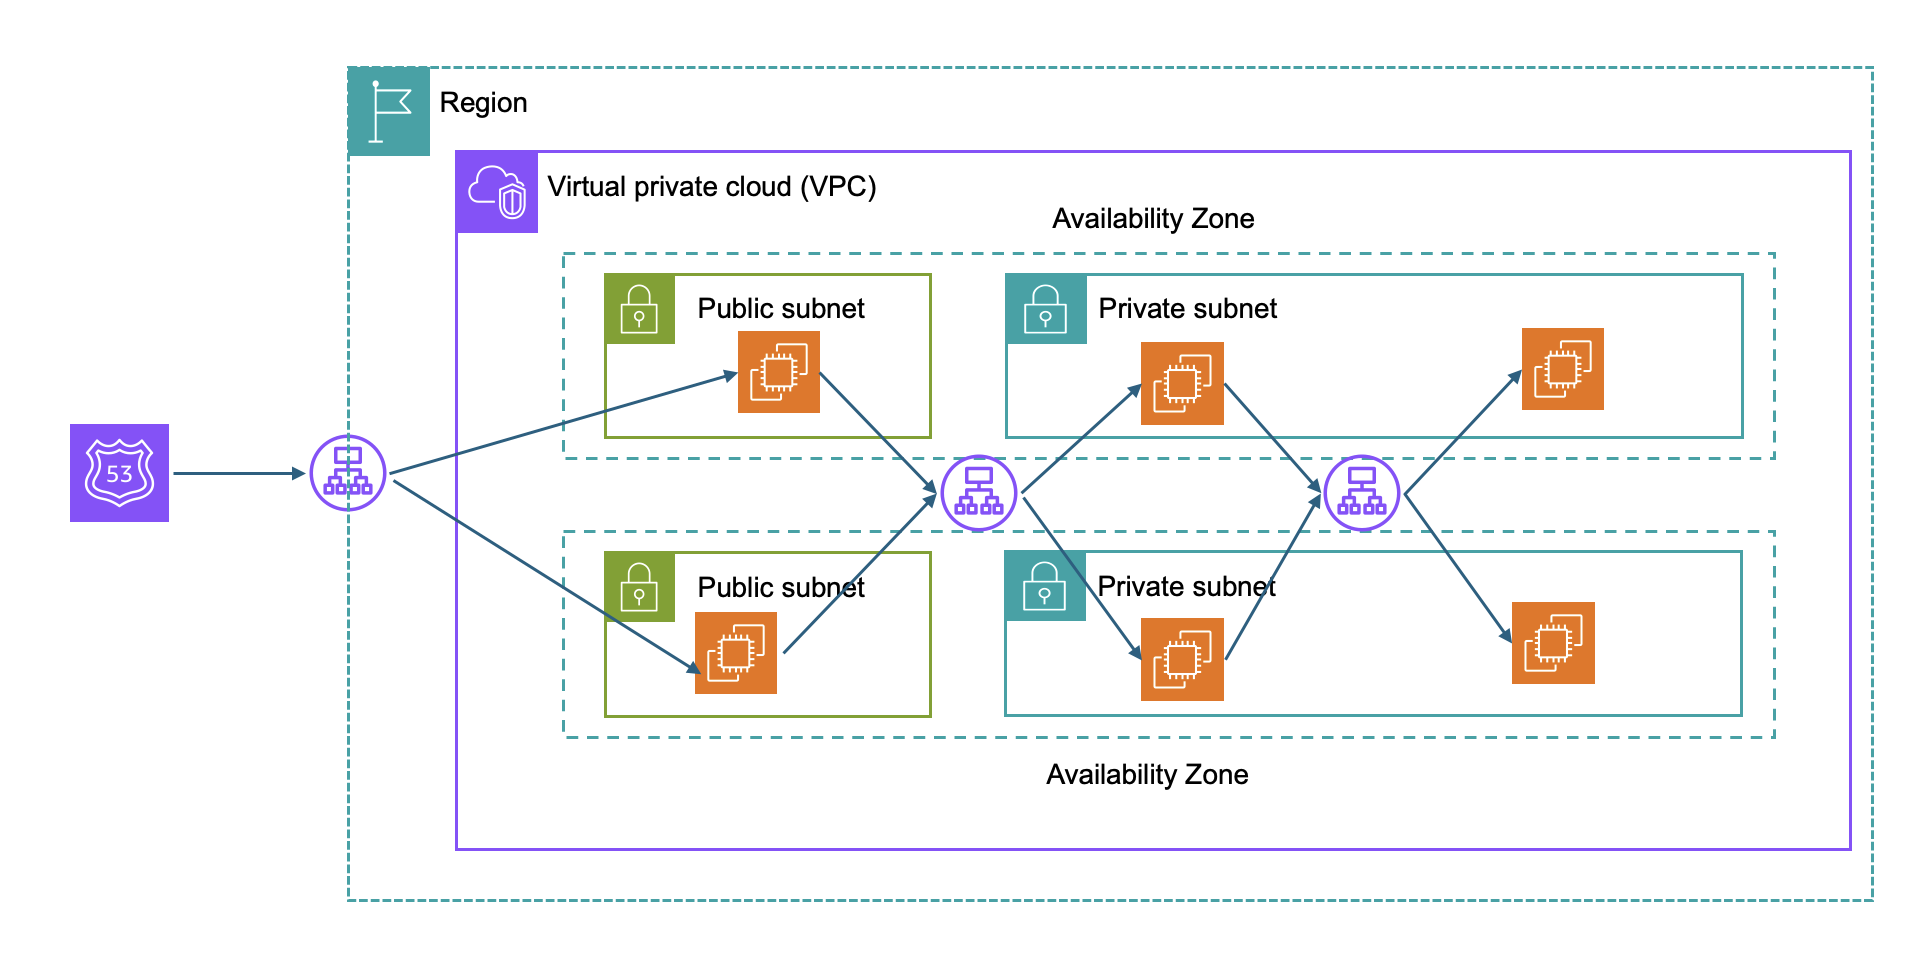 Region
Virtual private cloud (VPC)
Availability Zone
Public subnet
Private subnet
53
Public subnet
Private subnet
Availability Zone